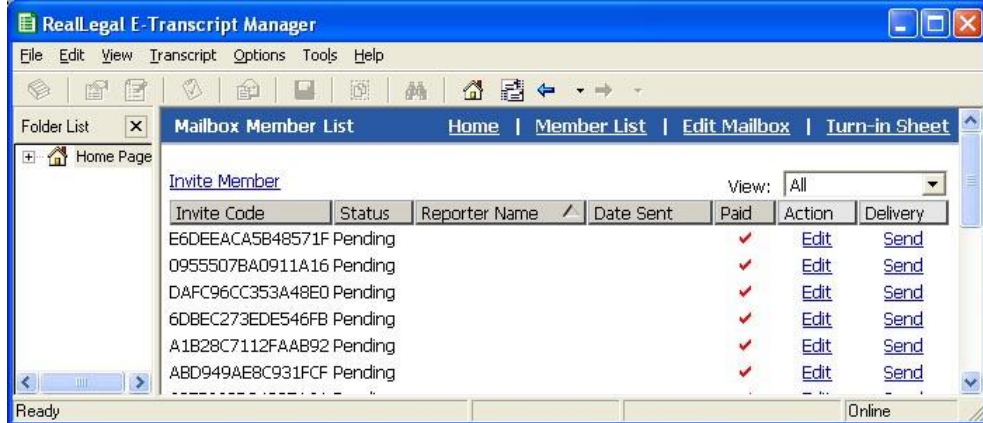 RealLegal E-Transcript Manager
File Edit View Transcript Options Tools Help
Folder List
Mailbox Member List Home | Member List | Edit Mailbox | Turn-in Sheet
Home Page
Invite Member View: All
Invite Code Status Reporter Name Date Sent Paid Action Delivery
E6DEEACA5B48571F Pending Edit Send
0955507BA0911A16 Pending Edit Send
DAFC96CC353A48E0 Pending Edit Send
6DBEC273EDE546FB Pending Edit Send
A1B28C7112FAAB92 Pending Edit Send
ABD949AE8C931FCF Pending Edit Send
Ready Online